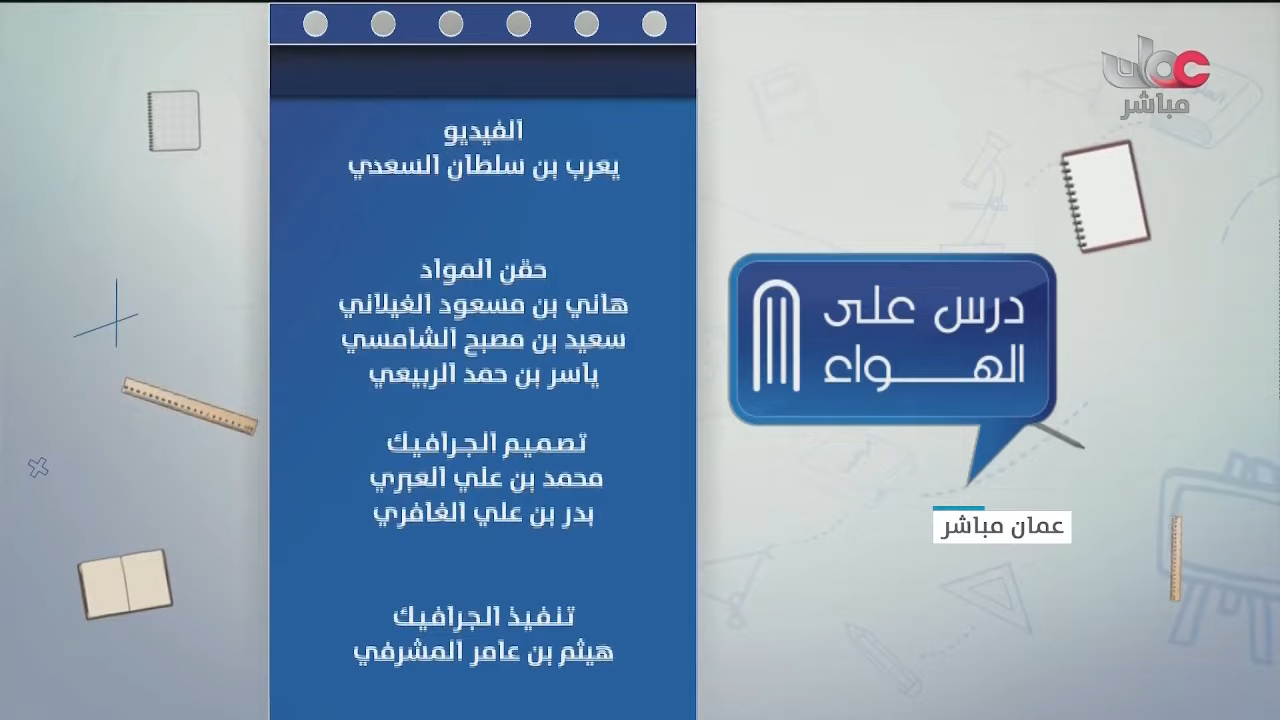 عمان
مباشر
الفيديو
يعرب بن سلطان السعدي
حقن المواد
هاني بن مسعود الغيلاني
سعيد بن مصبح الشامسي
ياسر بن حمد الربيعي
تصميم الجرافيك
محمد بن علي العبري
بدر بن علي الغافري
تنفيذ الجرافيك
هيثم بن عامر المشرفي
درس على
الهـــواء
عمان مباشر